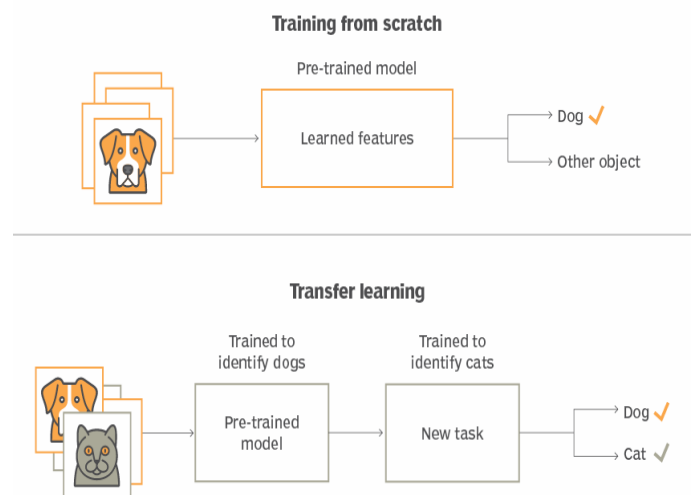 Training from scratch
Pre-trained model
Learned features
Dog
Other object
Transfer learning
Trained to
identify dogs
Trained to
identify cats
Pre-trained
model
New task
Dog
Cat